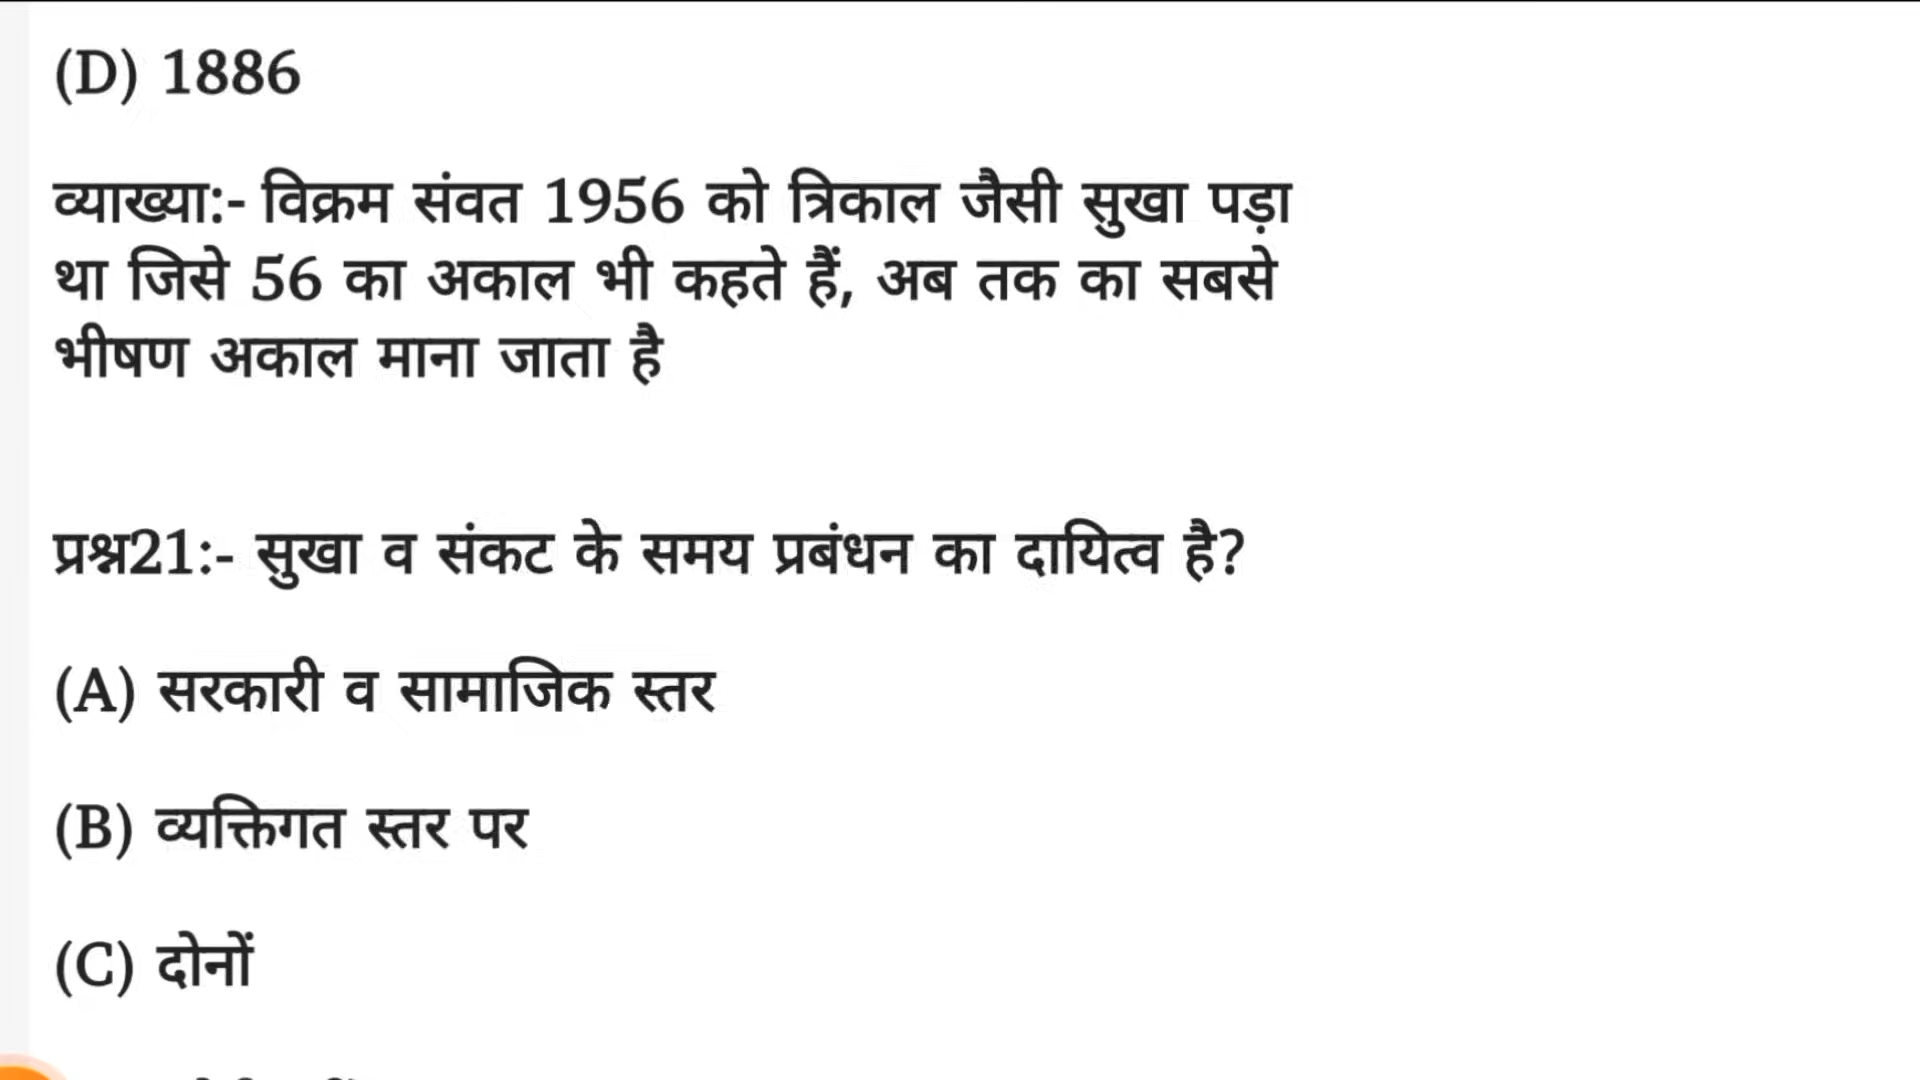 (D) 1886
व्याख्या:- विक्रम संवत 1956 को त्रिकाल जैसी सुखा पड़ा
था जिसे 56 का अकाल भी कहते हैं, अब तक का सबसे
भीषण अकाल माना जाता है
प्रश्न21:- सुखा व संकट के समय प्रबंधन का दायित्व है?
(A) सरकारी व सामाजिक स्तर
(B) व्यक्तिगत स्तर पर
(C) दोनों